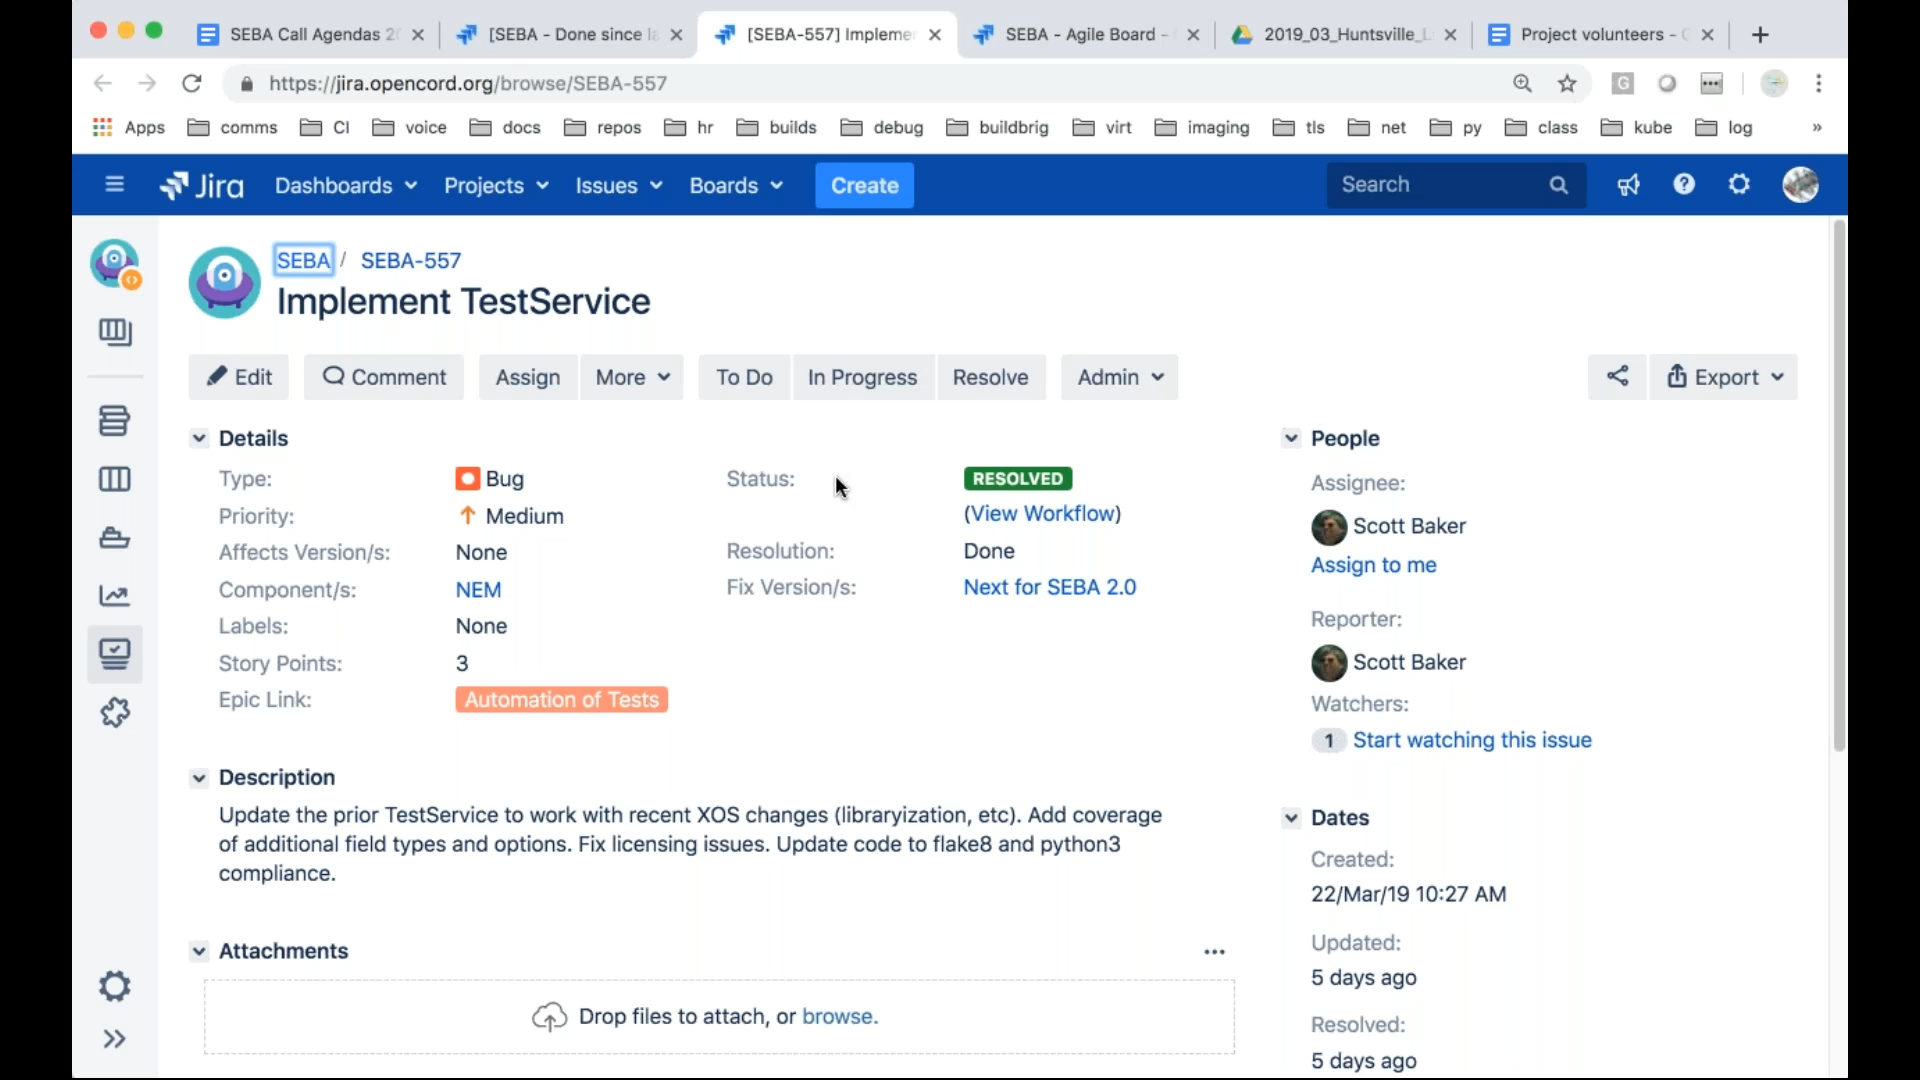 SEBA Call Agendas 2
[SEBA - Done since la
[SEBA-557] Implemen
SEBA - Agile Board -
2019_03_Huntsville_L
Project volunteers - G
https://jira.opencord.org/browse/SEBA-557
Apps comms CI voice docs repos hr builds debug buildbrig virt imaging tls net py class kube log »
Jira Dashboards Projects Issues Boards Create Search
SEBA / SEBA-557
Implement TestService
Edit Comment Assign More To Do In Progress Resolve Admin Export
Details
Type: Bug Status: RESOLVED
(View Workflow)
Priority: Medium
Affects Version/s: None Resolution: Done
Component/s: NEM Fix Version/s: Next for SEBA 2.0
Labels: None
Story Points: 3
Epic Link: Automation of Tests
Description
Update the prior TestService to work with recent XOS changes (libraryization, etc). Add coverage
of additional field types and options. Fix licensing issues. Update code to flake8 and python3
compliance.
Attachments
Drop files to attach, or browse.
People
Assignee:
Scott Baker
Assign to me
Reporter:
Scott Baker
Watchers:
1 Start watching this issue
Dates
Created:
22/Mar/19 10:27 AM
Updated:
5 days ago
Resolved:
5 days ago